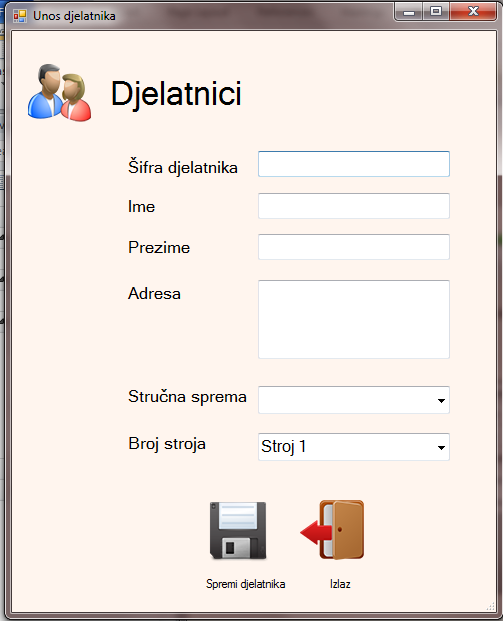 Unos djelatnika
Djelatnici
Šifra djelatnika
Ime
Prezime
Adresa
Stručna sprema
Broj stroja
Stroj 1
Spremi djelatnika
Izlaz